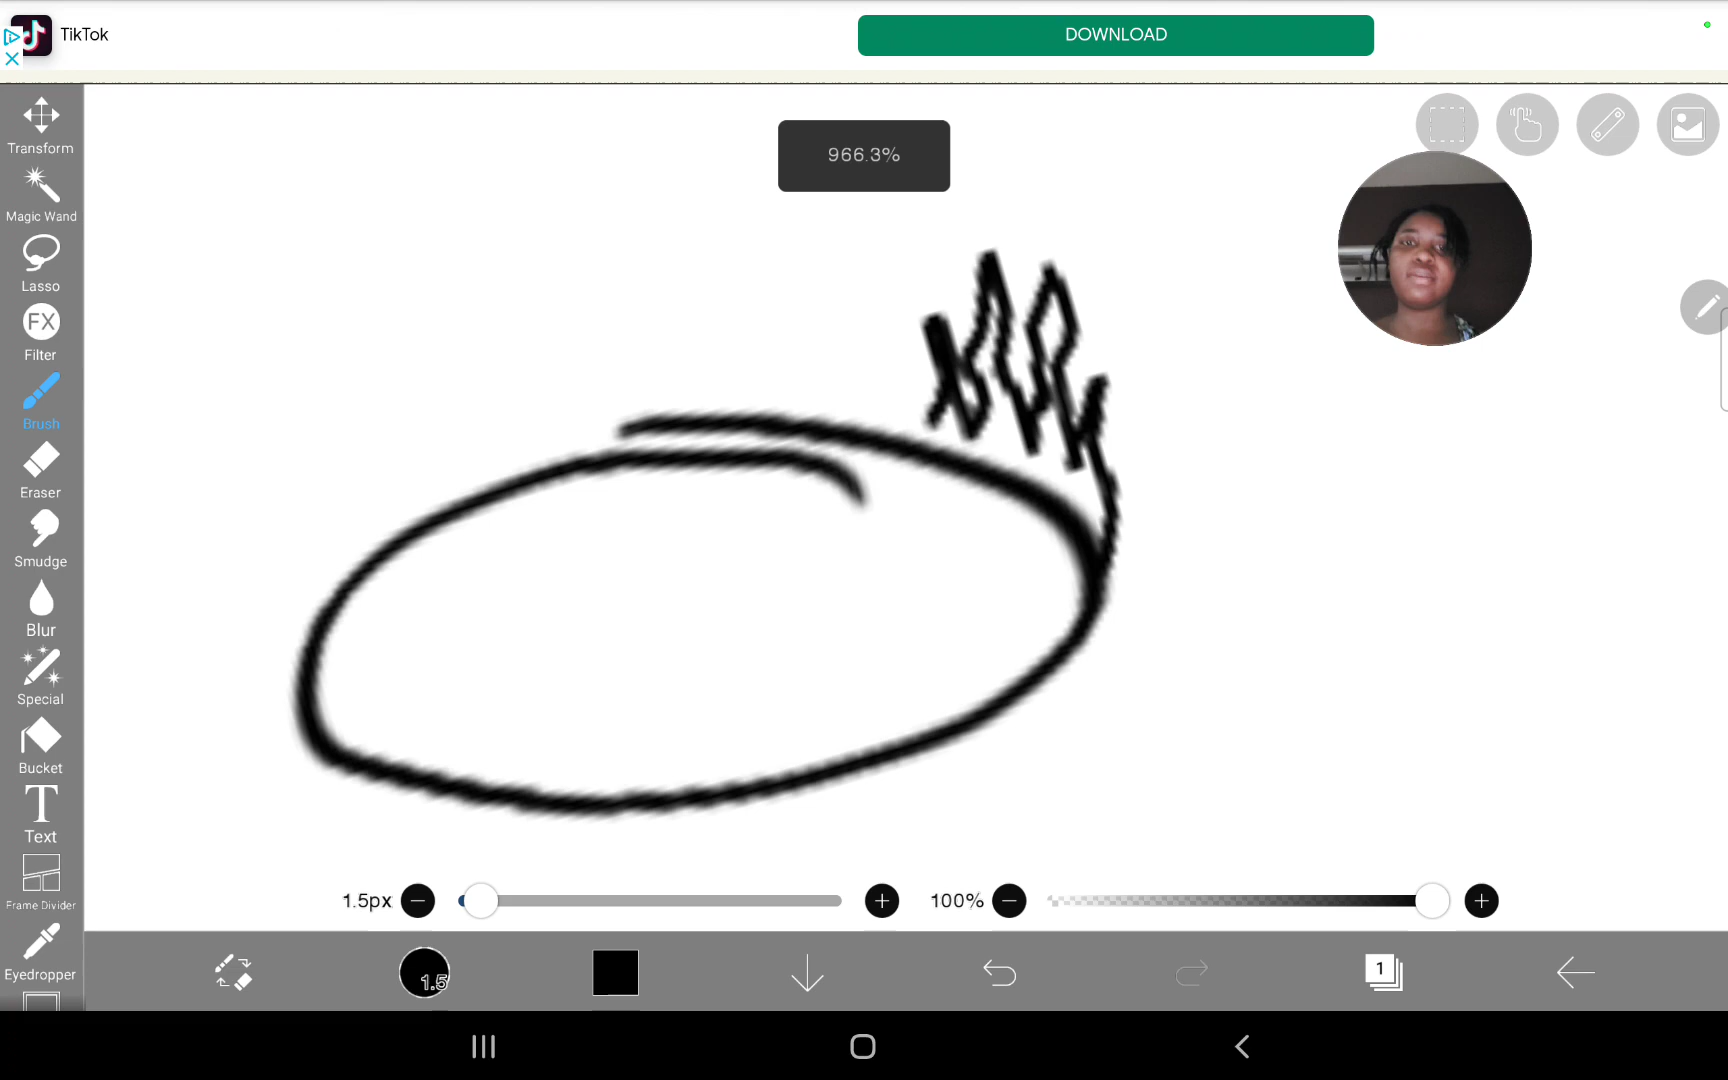 TikTok
DOWNLOAD
966.3%
Transform
Magic Wand
Lasso
FX
Filter
Brush
Eraser
Smudge
Blur
Special
Bucket
T
Text
Frame Divider
Eyedropper
1.5px
100%
1.5
1